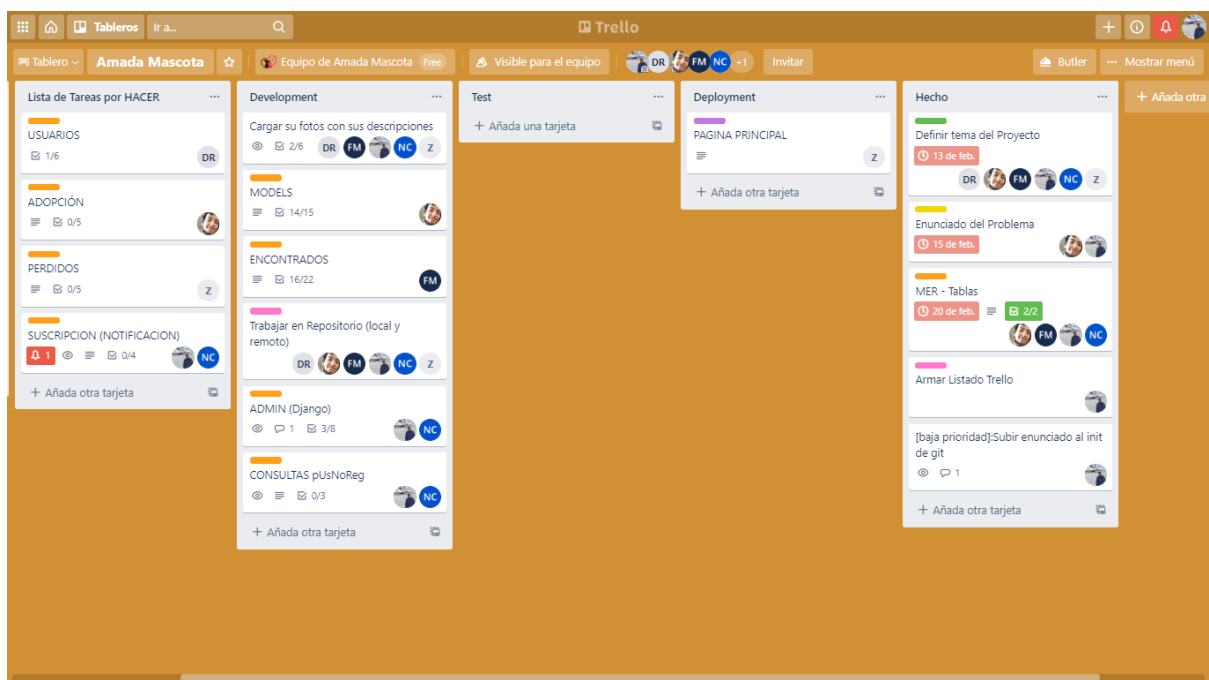 Tableros
Ir a...
Trello
Tablero
Amada Mascota
Equipo de Amada Mascota Free
Visible para el equipo
DR FM NC +1
Invitar
Butler
Mostrar menú
Lista de Tareas por HACER
USUARIOS
1/6
DR
ADOPCIÓN
0/5
PERDIDOS
0/5
Z
SUSCRIPCION (NOTIFICACION)
1 0/4
NC
+ Añada otra tarjeta
Development
Cargar su fotos con sus descripciones
2/6 DR FM NC Z
MODELS
14/15
ENCONTRADOS
16/22
FM
Trabajar en Repositorio (local y
remoto)
DR FM NC Z
ADMIN (Django)
1 3/8
NC
CONSULTAS pUsNoReg
0/3
NC
+ Añada otra tarjeta
Test
+ Añada una tarjeta
Deployment
PAGINA PRINCIPAL
Z
+ Añada otra tarjeta
Hecho
Definir tema del Proyecto
13 de feb.
DR FM NC Z
Enunciado del Problema
15 de feb.
MER - Tablas
20 de feb. 2/2
FM NC
Armar Listado Trello
[baja prioridad]:Subir enunciado al init
de git
1
+ Añada otra tarjeta
+ Añada otra